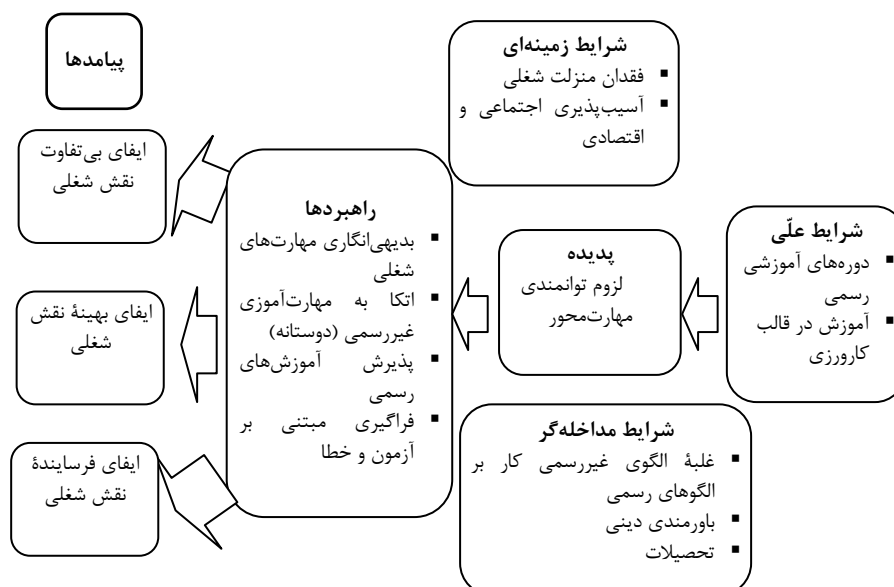 شرایط علّی
▪ دوره‌های آموزشی
رسمی
▪ آموزش در قالب
کارورزی
پدیده
لزوم توانمندی
مهارت‌محور
شرایط زمینه‌ای
▪ فقدان منزلت شغلی
▪ آسیب‌پذیری اجتماعی و
اقتصادی
شرایط مداخله‌گر
▪ غلبهٔ الگوی غیررسمی کار بر
الگوهای رسمی
▪ باورمندی دینی
▪ تحصیلات
راهبردها
▪ بدیهی‌انگاری مهارت‌های
شغلی
▪ اتکا به مهارت‌آموزی
غیررسمی (دوستانه)
▪ پذیرش آموزش‌های
رسمی
▪ فراگیری مبتنی بر
آزمون و خطا
پیامدها
ایفای بی‌تفاوت
نقش شغلی
ایفای بهینهٔ نقش
شغلی
ایفای فرسایندهٔ
نقش شغلی